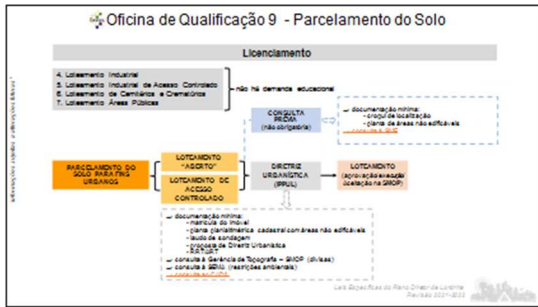 Oficina de Qualificação 9 - Parcelamento do Solo
Licenciamento
4. Loteamento Industrial
5. Loteamento Industrial de Acesso Controlado
6. Loteamento de Cemitérios e Crematórios
7. Loteamento Áreas Públicas
não há demanda educacional
CONSULTA
PRÉVIA
(não obrigatória)
documentação mínima:
- croqui de localização
- planta de áreas não edificáveis
PARCELAMENTO DO
SOLO PARA FINS
URBANOS
LOTEAMENTO
"ABERTO"
LOTEAMENTO DE
ACESSO
CONTROLADO
DIRETRIZ
URBANÍSTICA
(IPPUL)
LOTEAMENTO
(aprovação/execução
/aceitação na SMOP)
documentação mínima:
- matrícula do imóvel
- planta planialtimétrica cadastral com áreas não edificáveis
- laudo de sondagem
- proposta de Diretriz Urbanística
- RRT/ART
consulta à Gerência de Topografia – SMOP (divisas)
consulta à SEMA (restrições ambientais)
Leis Específicas do Plano Diretor de Londrina
Revisão 2021-2022